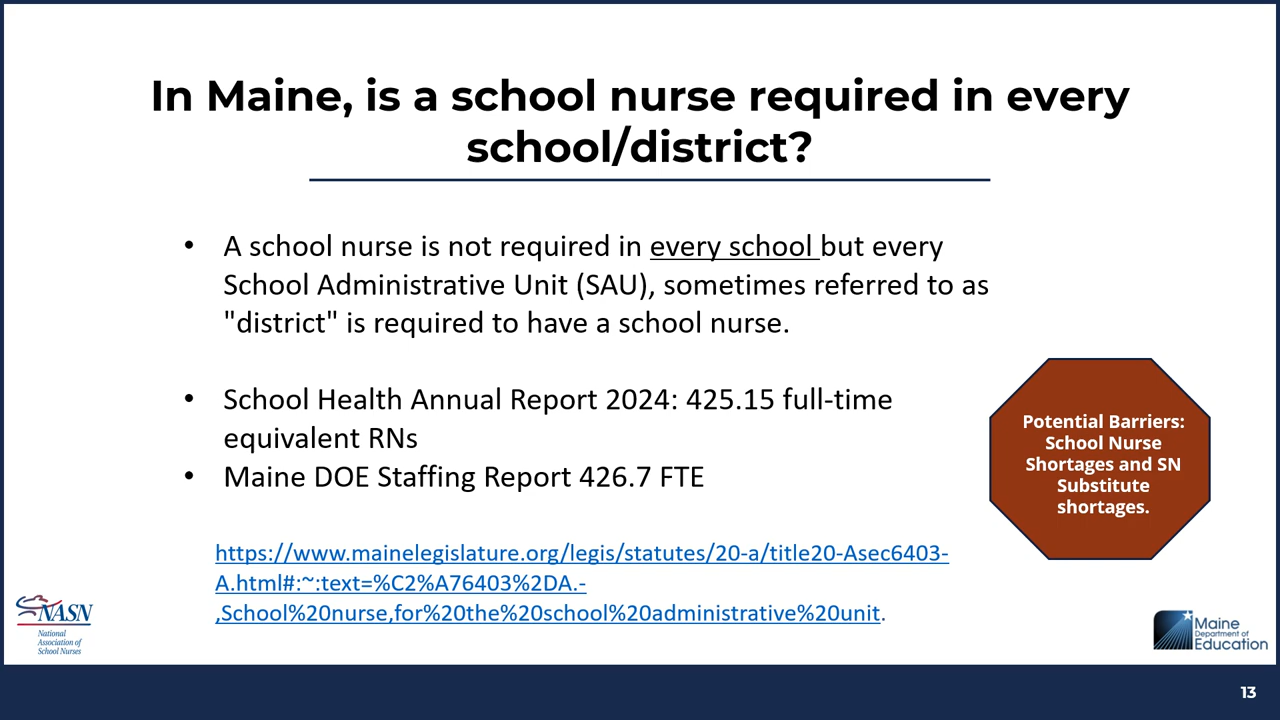 In Maine, is a school nurse required in every
school/district?
• A school nurse is not required in every school but every
School Administrative Unit (SAU), sometimes referred to as
"district" is required to have a school nurse.
• School Health Annual Report 2024: 425.15 full-time
equivalent RNs
• Maine DOE Staffing Report 426.7 FTE
Potential Barriers:
School Nurse
Shortages and SN
Substitute
shortages.
https://www.mainelegislature.org/legis/statutes/20-a/title20-Asec6403-
A.html#:~:text=%C2%A76403%2DA.-
,School%20nurse,for%20the%20school%20administrative%20unit.
NASN
National
Association of
School Nurses
Maine
Department of
Education
13